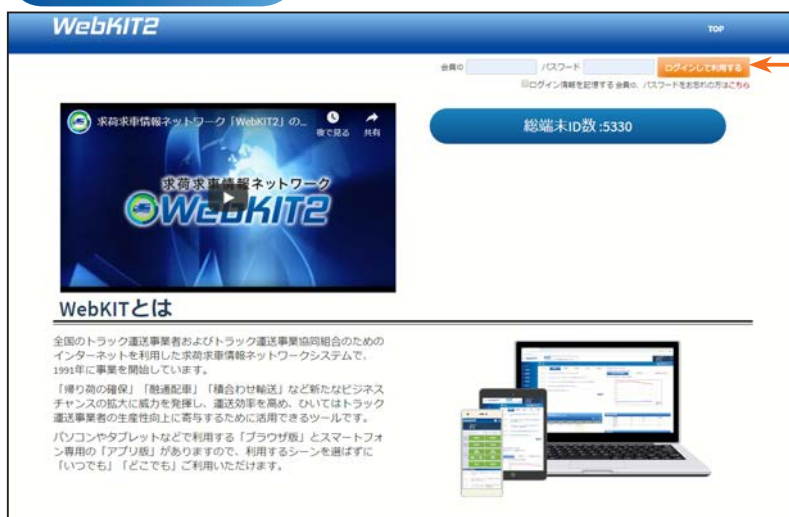 WebKIT2
TOP
会員ID
パスワード
ログインして利用する
ログイン情報を記憶する 会員ID、パスワードをお忘れの方はこちら
求荷求車情報ネットワーク「WebKIT2」の...
後で見る
共有
総端末ID数:5330
求荷求車情報ネットワーク
WebKIT2
WebKITとは
全国のトラック運送事業者およびトラック運送事業協同組合のための
インターネットを利用した求荷求車情報ネットワークシステムで、
1991年に事業を開始しています。
「帰り荷の確保」「融通配車」「積合わせ輸送」など新たなビジネス
チャンスの拡大に威力を発揮し、運送効率を高め、ひいてはトラック
運送事業者の生産性向上に寄与するために活用できるツールです。
パソコンやタブレットなどで利用する「ブラウザ版」とスマートフォ
ン専用の「アプリ版」がありますので、利用するシーンを選ばずに
「いつでも」「どこでも」ご利用いただけます。